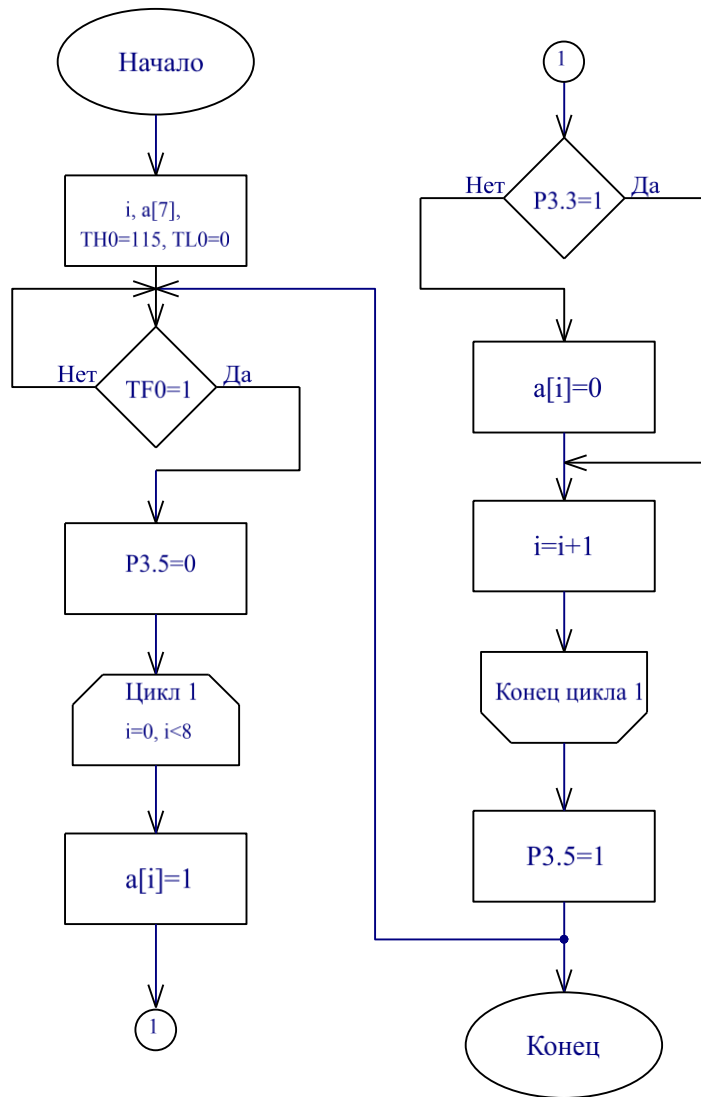 Начало
i, a[7],
TH0=115, TL0=0
Нет
TF0=1
Да
P3.5=0
Цикл 1
i=0, i<8
a[i]=1
1
1
Нет
P3.3=1
Да
a[i]=0
i=i+1
Конец цикла 1
P3.5=1
Конец